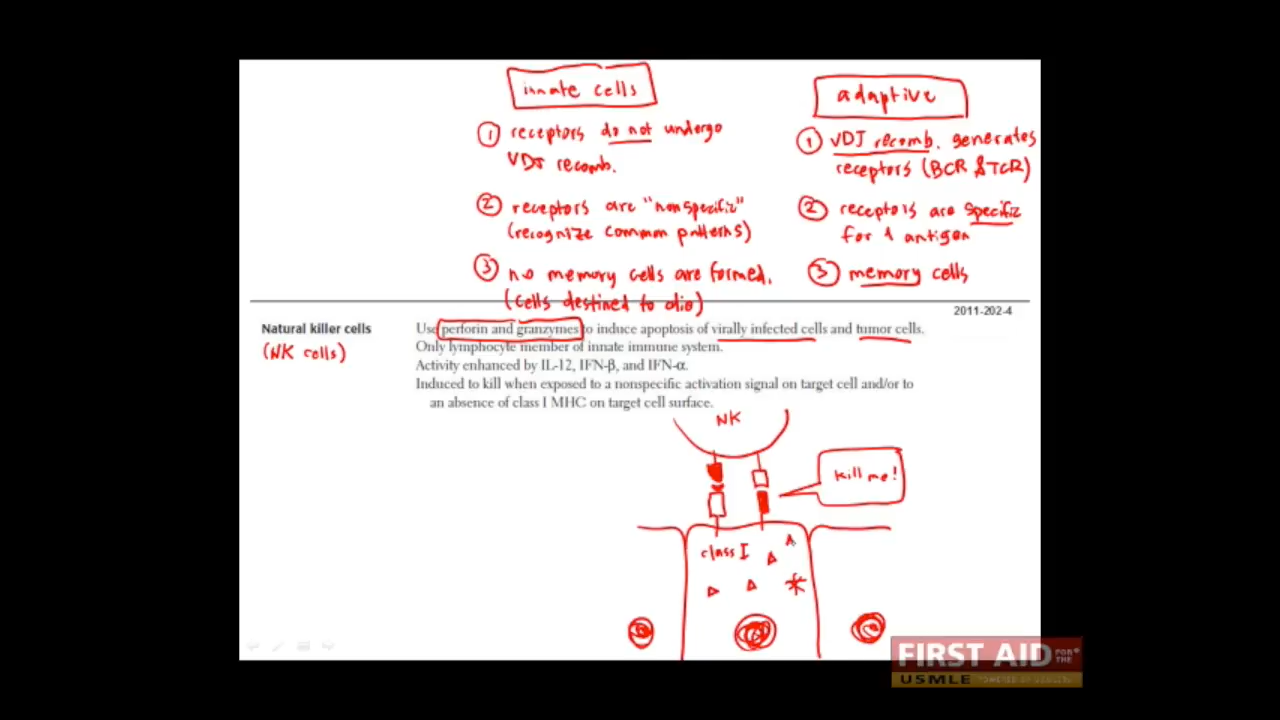 innate cells
① receptors do not undergo
VDJ recomb.
② receptors are "nonspecific"
(recognize common patterns)
③ no memory cells are formed.
(cells destined to die)
adaptive
① VDJ recomb. generates
receptors (BCR & TCR)
② receptors are specific
for 1 antigen
③ memory cells
2011-202-4
Natural killer cells
(NK cells)
Use perforin and granzymes to induce apoptosis of virally infected cells and tumor cells.
Only lymphocyte member of innate immune system.
Activity enhanced by IL-12, IFN-β, and IFN-α.
Induced to kill when exposed to a nonspecific activation signal on target cell and/or to
an absence of class I MHC on target cell surface.
NK
kill me!
class I
FIRST AID FOR THE
USMLE